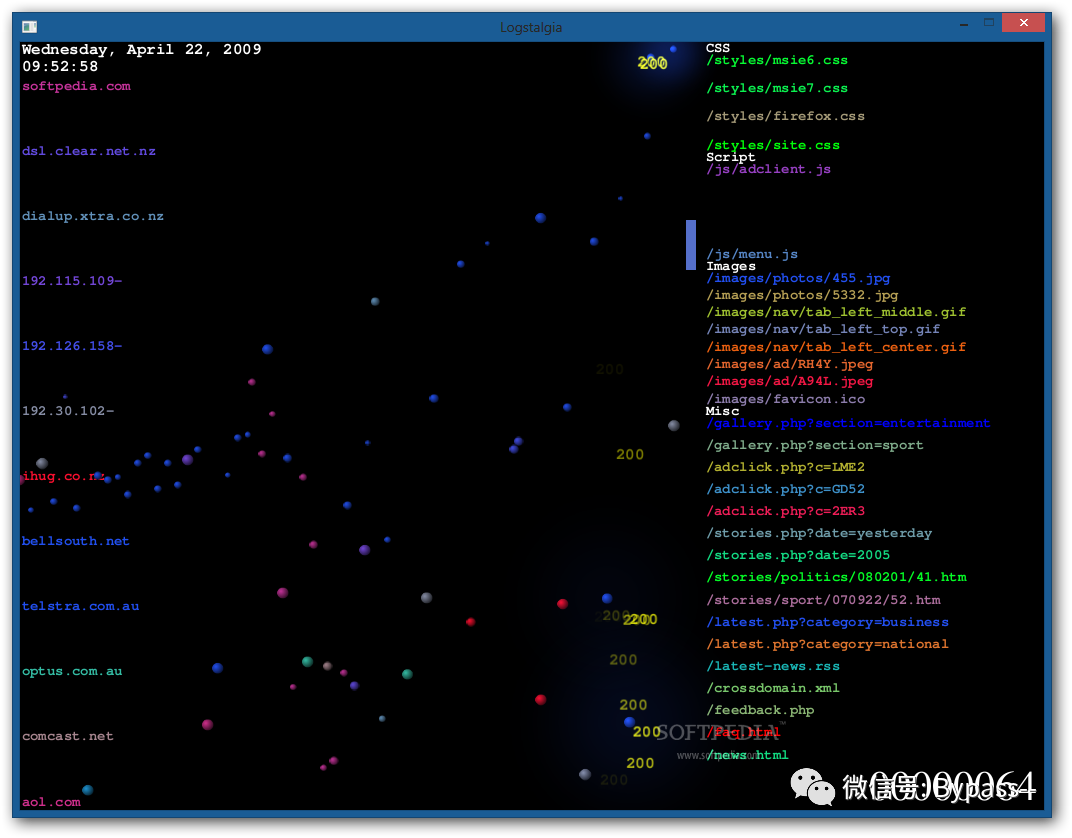 Logstalgia
Wednesday, April 22, 2009
09:52:58
softpedia.com
dsl.clear.net.nz
dialup.xtra.co.nz
192.115.109-
192.126.158-
192.30.102-
ihug.co.nz
bellsouth.net
telstra.com.au
optus.com.au
comcast.net
aol.com
200
200
200
200
200
200
200
200
200
200
200
CSS
/styles/msie6.css
/styles/msie7.css
/styles/firefox.css
/styles/site.css
Script
/js/adclient.js
/js/menu.js
Images
/images/photos/455.jpg
/images/photos/5332.jpg
/images/nav/tab_left_middle.gif
/images/nav/tab_left_top.gif
/images/nav/tab_left_center.gif
/images/ad/RH4Y.jpeg
/images/ad/A94L.jpeg
/images/favicon.ico
Misc
/gallery.php?section=entertainment
/gallery.php?section=sport
/adclick.php?c=LME2
/adclick.php?c=GD52
/adclick.php?c=2ER3
/stories.php?date=yesterday
/stories.php?date=2005
/stories/politics/080201/41.htm
/stories/sport/070922/52.htm
/latest.php?category=business
/latest.php?category=national
/latest-news.rss
/crossdomain.xml
/feedback.php
/faq.html
/news.html
SOFTPEDIA™
www.softpedia.com
微信号: Bypass—
00000064